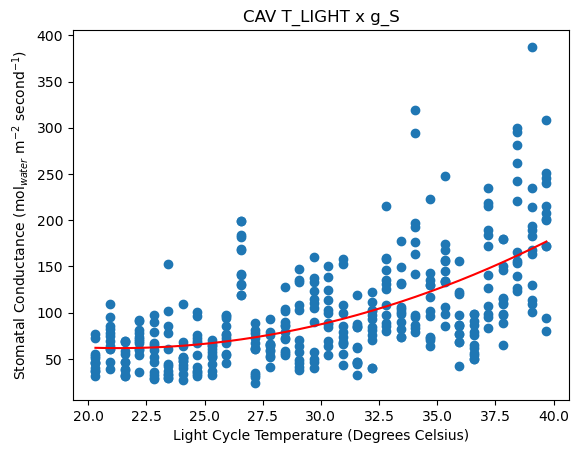 CAV T_LIGHT x g_S
Stomatal Conductance (mol_water m⁻² second⁻¹)
400
350
300
250
200
150
100
50
20.0 22.5 25.0 27.5 30.0 32.5 35.0 37.5 40.0
Light Cycle Temperature (Degrees Celsius)